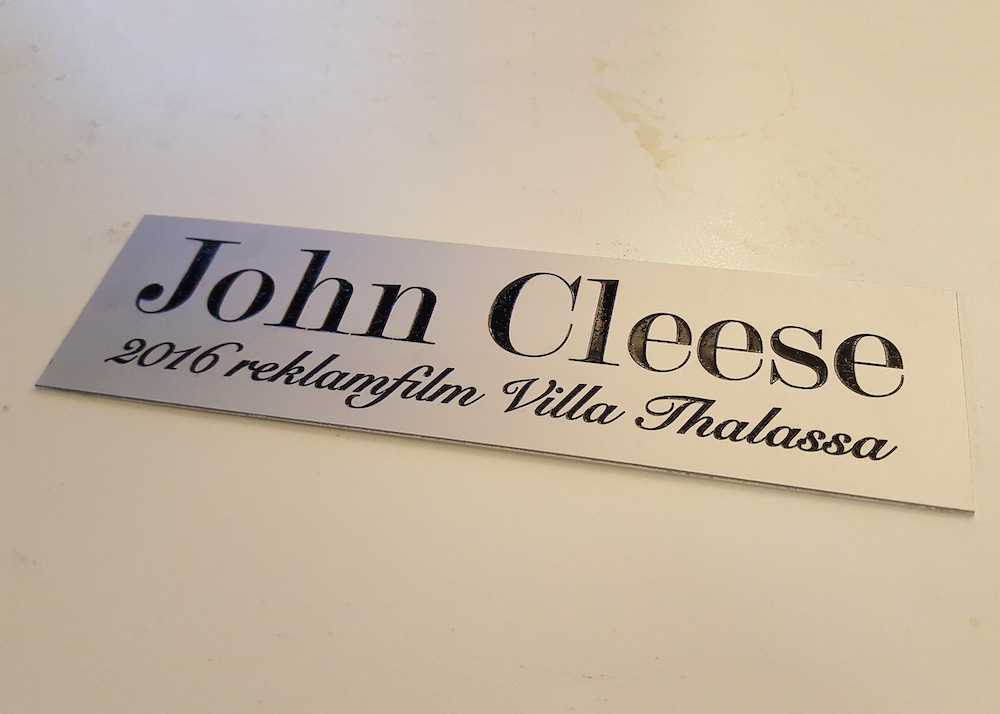 John Cleese
2016 reklamfilm Villa Thalassa